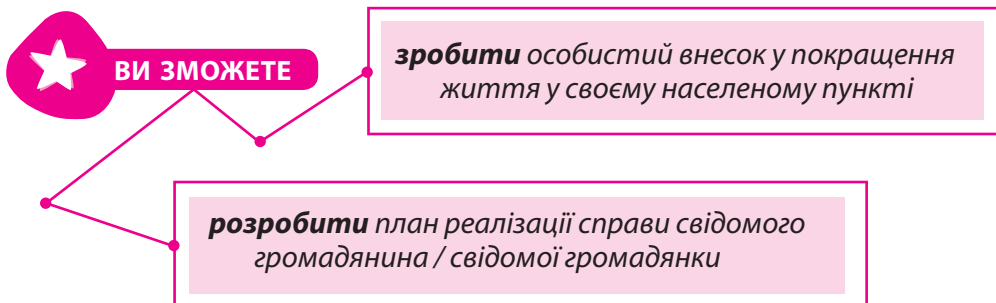 ВИ ЗМОЖЕТЕ
зробити особистий внесок у покращення
життя у своєму населеному пункті
розробити план реалізації справи свідомого
громадянина / свідомої громадянки